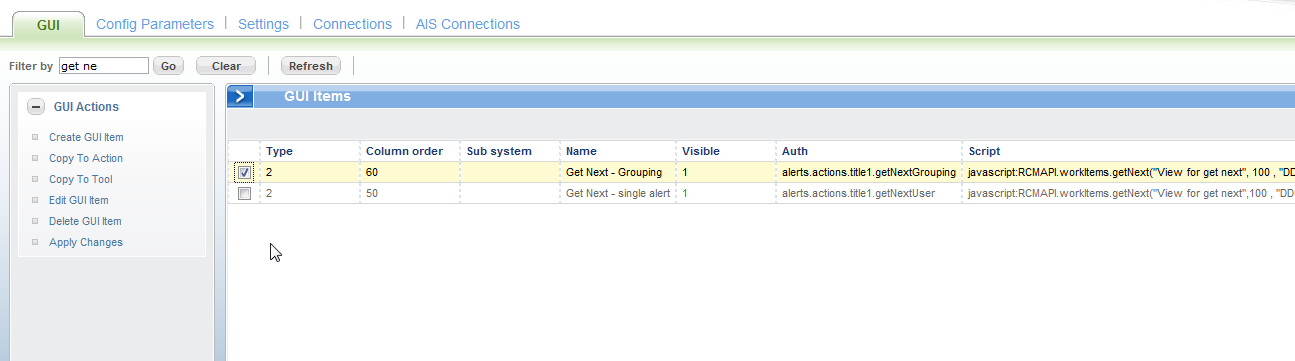 GUI Config Parameters Settings Connections AIS Connections
Filter by get ne Go Clear Refresh
GUI Actions
Create GUI Item
Copy To Action
Copy To Tool
Edit GUI Item
Delete GUI Item
Apply Changes
GUI Items
Type Column order Sub system Name Visible Auth Script
2 60 Get Next - Grouping 1 alerts.actions.title1.getNextGrouping javascript:RCMAPI.workItems.getNext("View for get next", 100 , "DD
2 50 Get Next - single alert 1 alerts.actions.title1.getNextUser javascript:RCMAPI.workItems.getNext("View for get next",100 , "DD